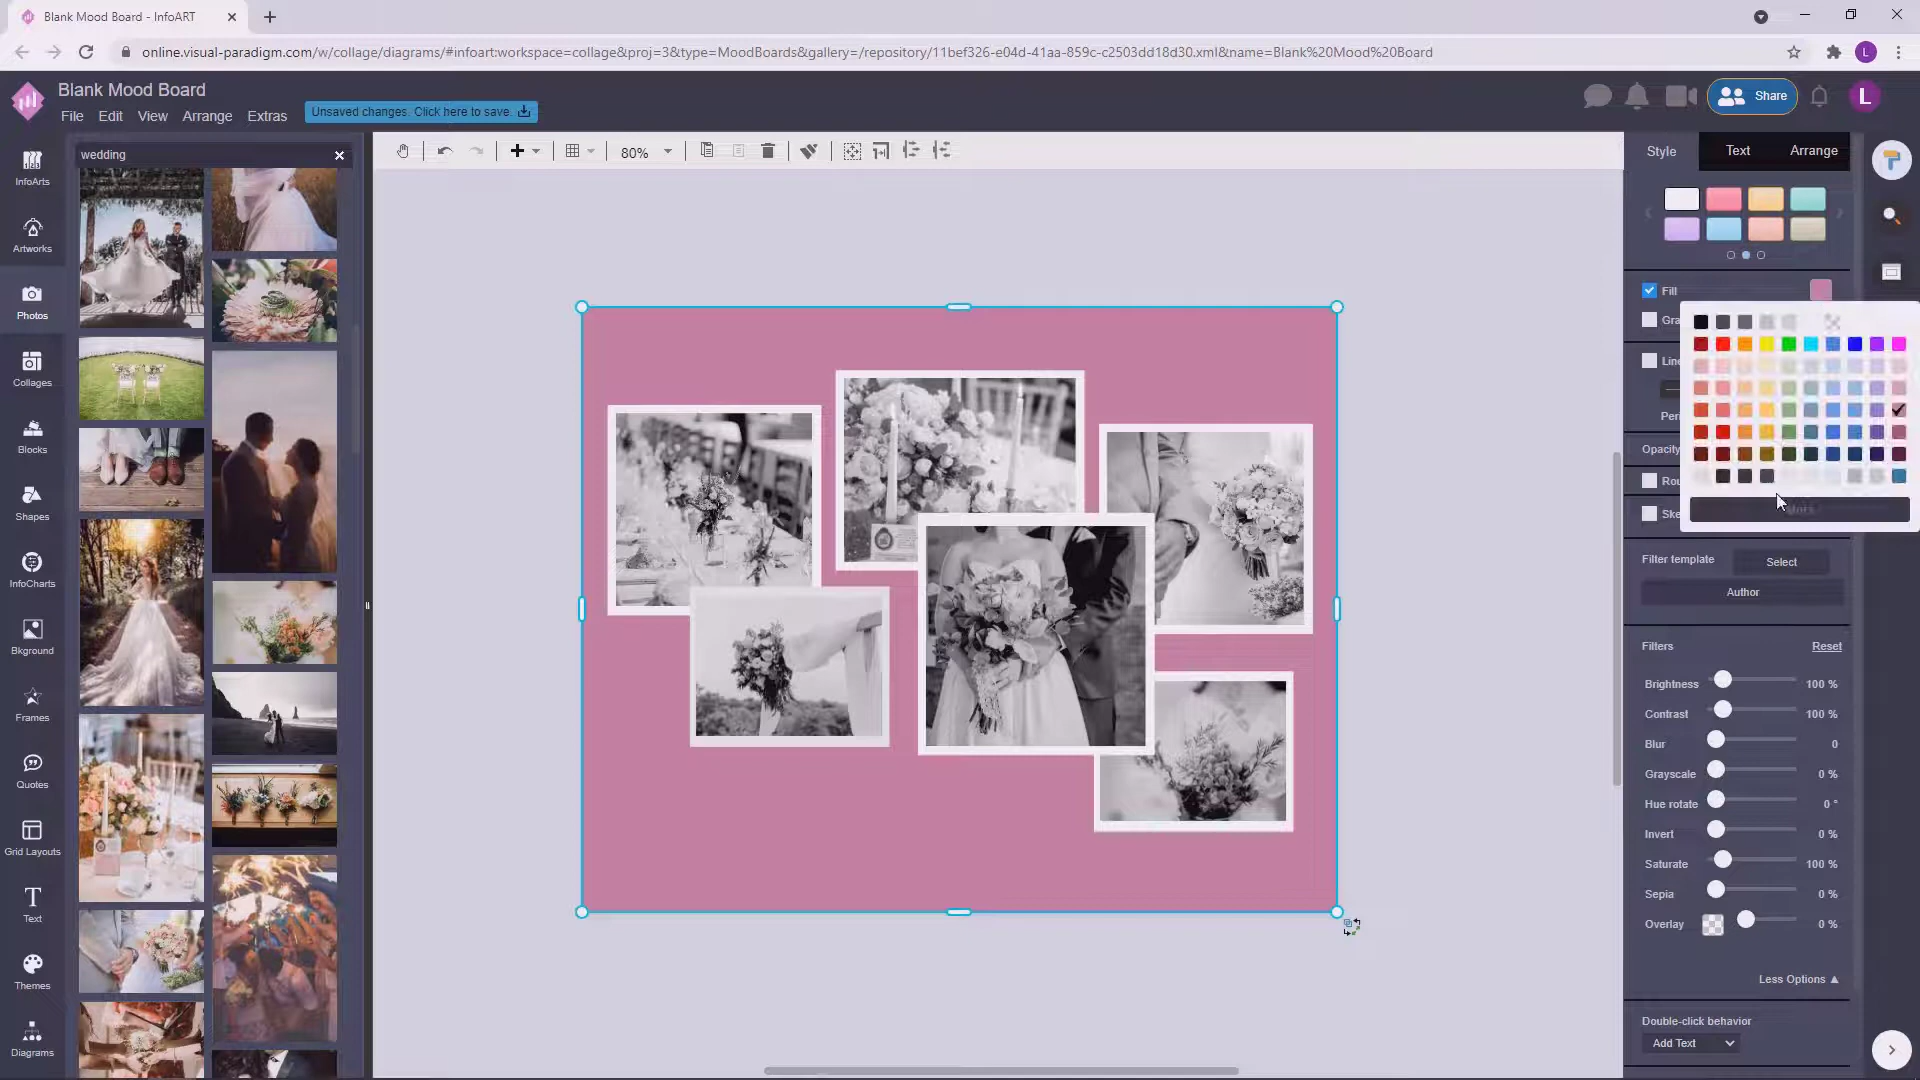 Blank Mood Board - InfoART
online.visual-paradigm.com/w/collage/diagrams/#infoart:workspace=collage&proj=3&type=MoodBoards&gallery=/repository/11bef326-e04d-41aa-859c-c2503dd18d30.xml&name=Blank%20Mood%20Board
L
Blank Mood Board
File Edit View Arrange Extras
Unsaved changes. Click here to save.
Share
L
wedding
80%
Style Text Arrange
InfoArts
Artworks
Photos
Collages
Blocks
Shapes
InfoCharts
Bkground
Frames
Quotes
Grid Layouts
Text
Themes
Diagrams
Fill
Gra
Line
Peri
Opacity
Rou
Ske
Filter template Select
Author
Filters Reset
Brightness 100 %
Contrast 100 %
Blur 0
Grayscale 0 %
Hue rotate 0 °
Invert 0 %
Saturate 100 %
Sepia 0 %
Overlay 0 %
Less Options ▲
Double-click behavior
Add Text